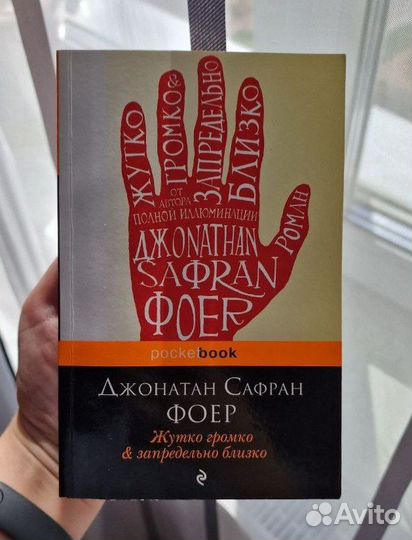 ЖУТКО
ГРОМКО &
ЗАПРЕДЕЛЬНО
БЛИЗКО
ОТ
АВТОРА
ПОЛНОЙ ИЛЛЮМИНАЦИИ
РОМАН
ДЖОNATHAN
SAFRAN
ФОЕР
pocketbook
ДЖОНАТАН САФРАН
ФОЕР
Жутко громко
& запредельно близко
Avito